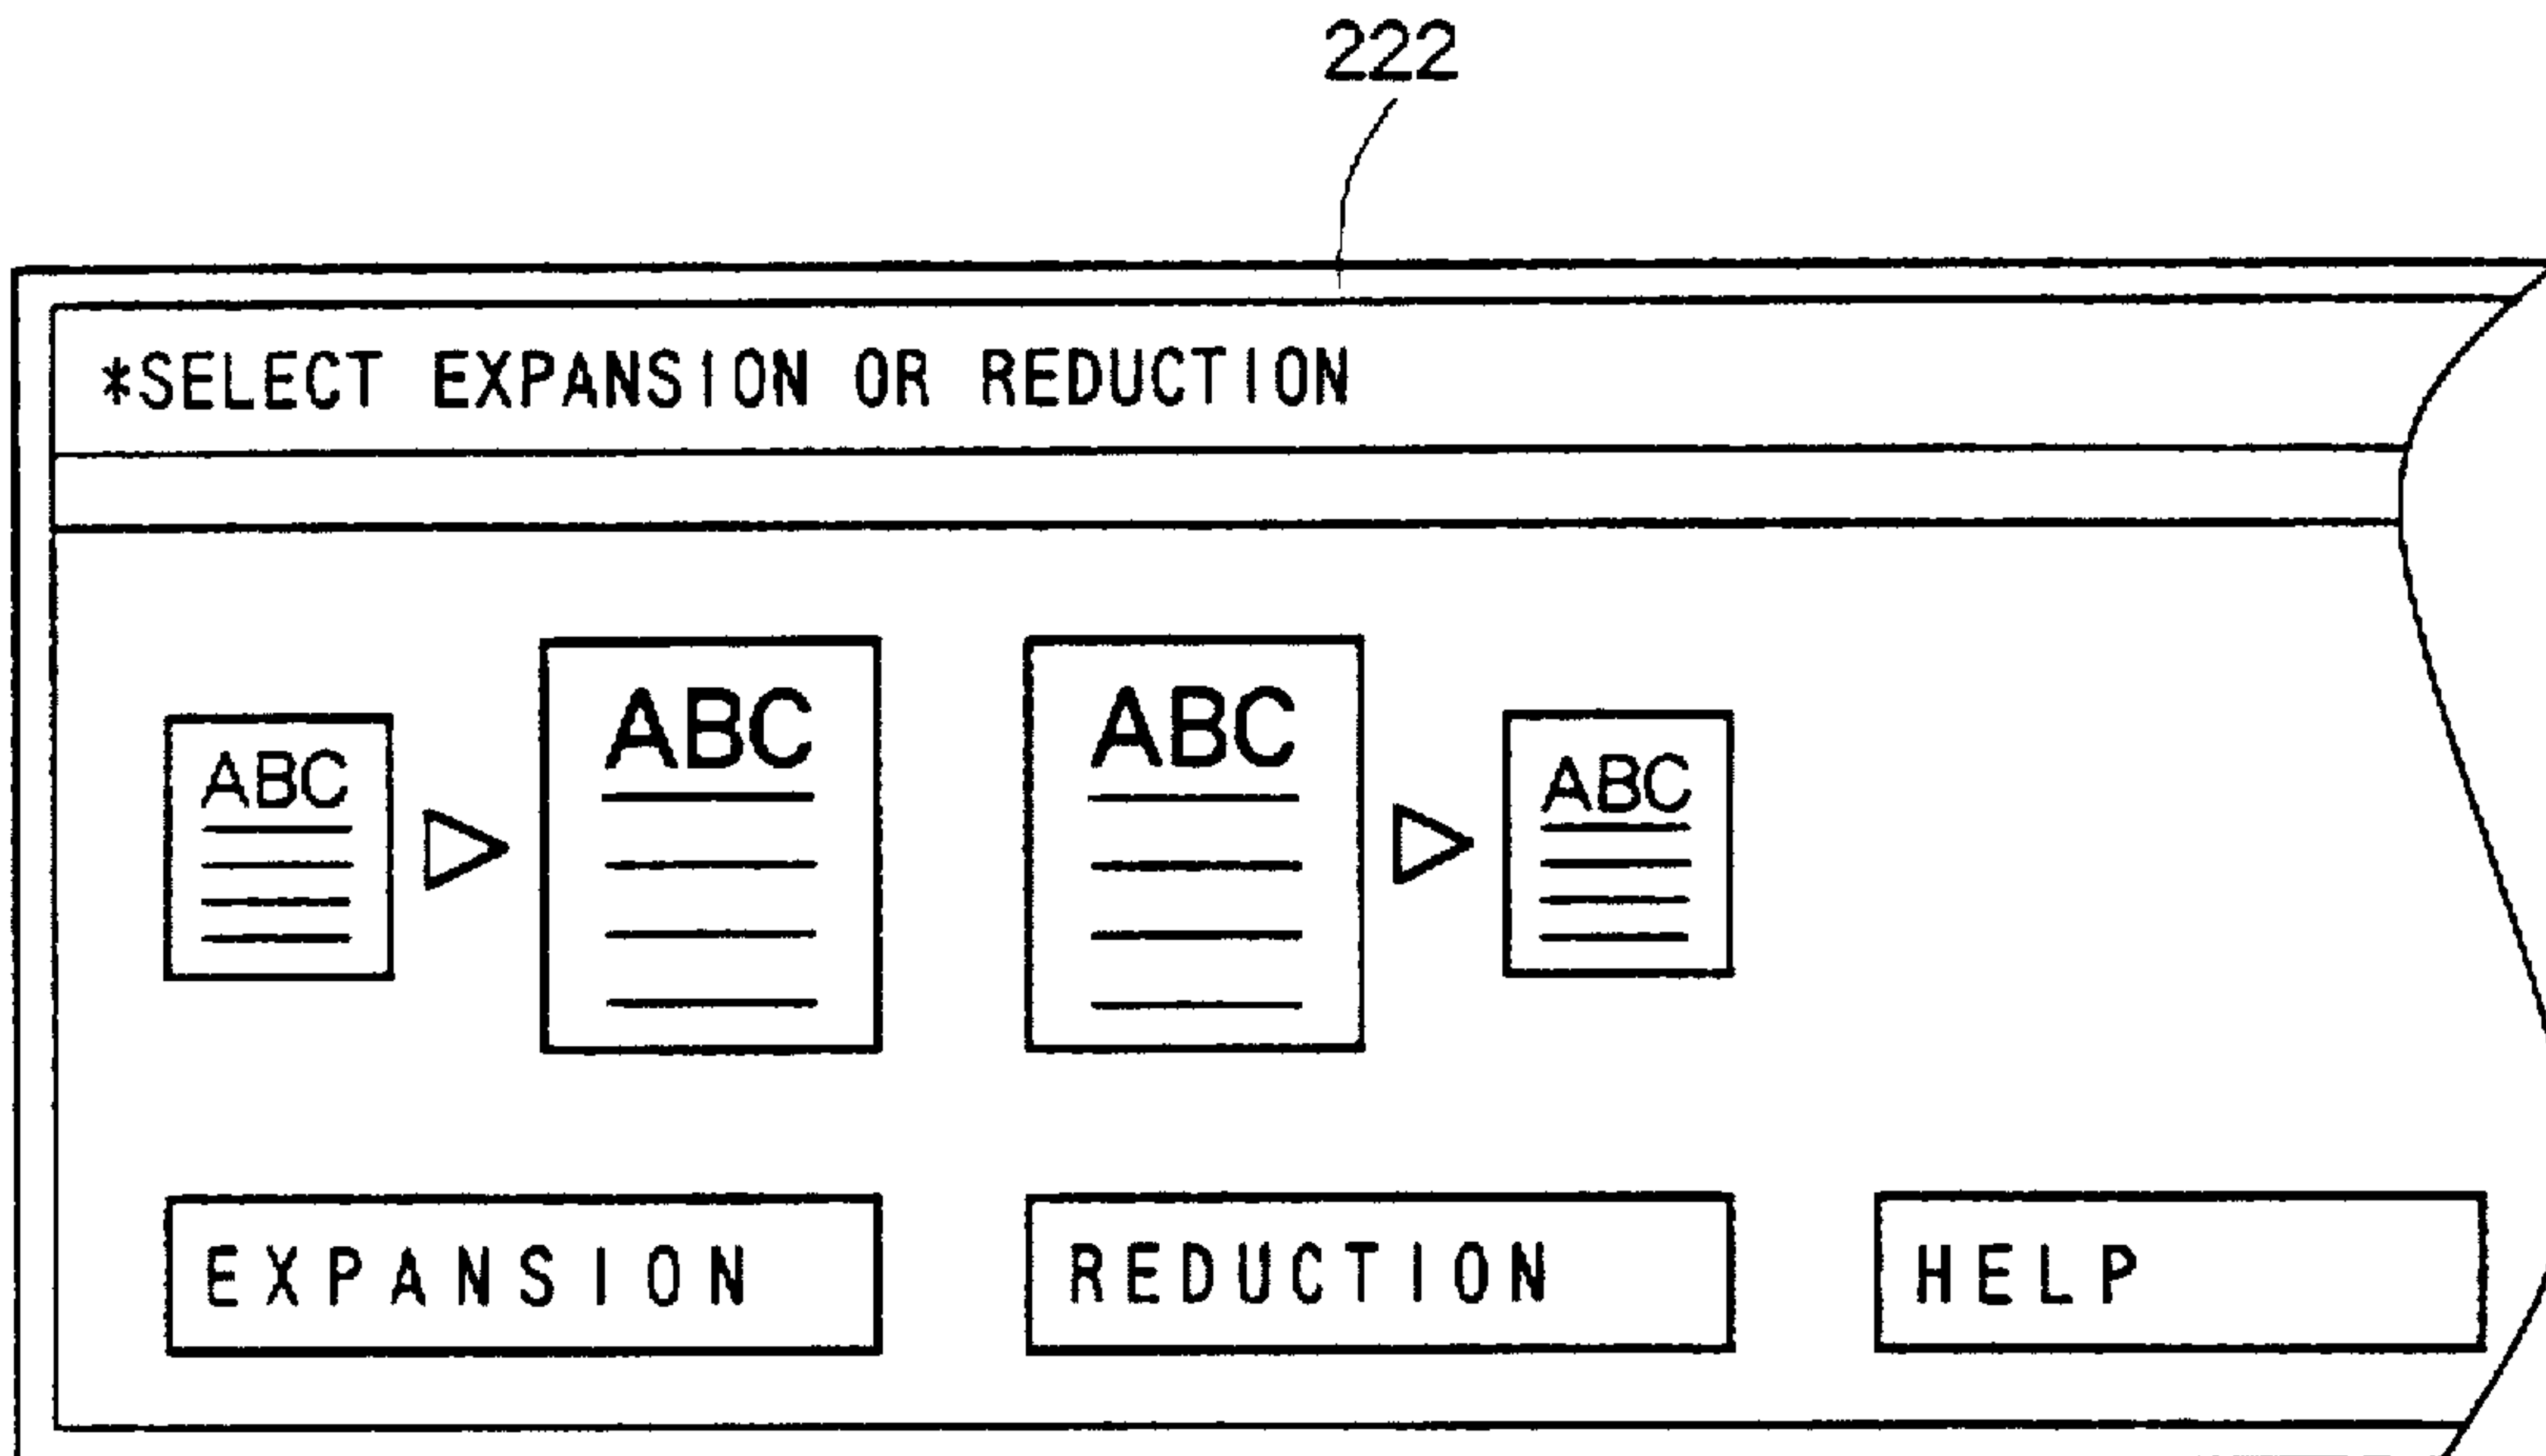 222
*SELECT EXPANSION OR REDUCTION
ABC ABC ABC ABC
EXPANSION REDUCTION HELP